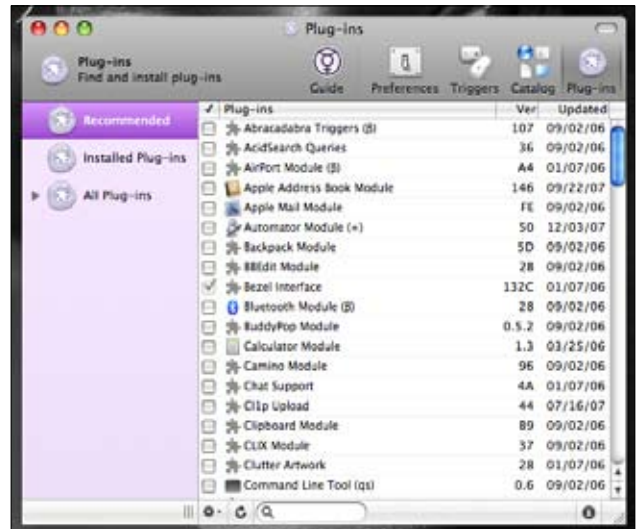 Plug-ins
Plug-ins
Find and install plug-ins
Guide Preferences Triggers Catalog Plug-ins
Recommended
Installed Plug-ins
All Plug-ins
✓ Plug-ins Ver Updated
Abracadabra Triggers (β) 107 09/02/06
AcidSearch Queries 36 09/02/06
AirPort Module (β) A4 01/07/06
Apple Address Book Module 146 09/22/07
Apple Mail Module FE 09/02/06
Automator Module (+) 50 12/03/07
Backpack Module 5D 09/02/06
BBEdit Module 28 09/02/06
Bezel Interface 132C 01/07/06
Bluetooth Module (β) 28 09/02/06
BuddyPop Module 0.5.2 09/02/06
Calculator Module 1.3 03/25/06
Camino Module 96 09/02/06
Chat Support 4A 01/07/06
Cl1p Upload 44 07/16/07
Clipboard Module 89 09/02/06
CLIX Module 37 09/02/06
Clutter Artwork 28 01/07/06
Command Line Tool (qs) 0.6 09/02/06